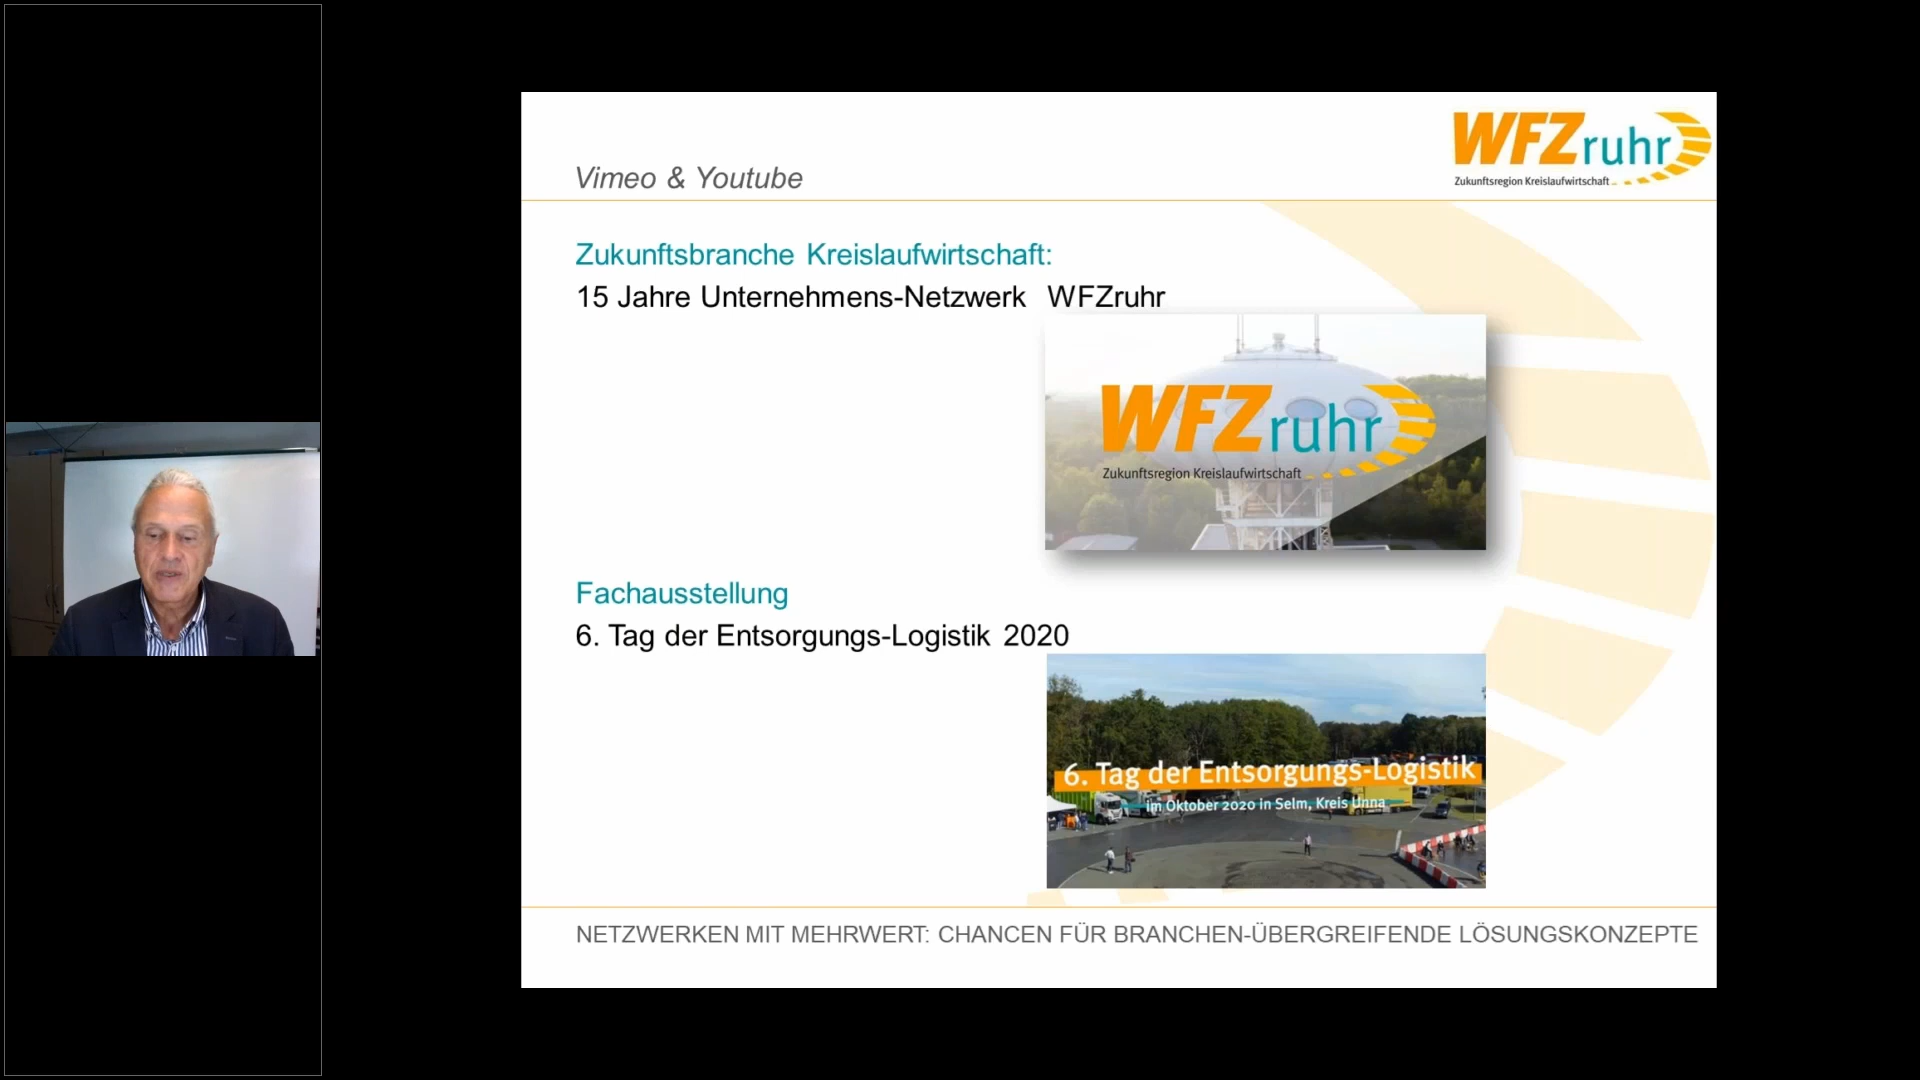 WFZruhr
Zukunftsregion Kreislaufwirtschaft
Vimeo & Youtube
Zukunftsbranche Kreislaufwirtschaft:
15 Jahre Unternehmens-Netzwerk WFZruhr
WFZruhr
Zukunftsregion Kreislaufwirtschaft
Fachausstellung
6. Tag der Entsorgungs-Logistik 2020
6. Tag der Entsorgungs-Logistik
im Oktober 2020 in Selm, Kreis Unna
NETZWERKEN MIT MEHRWERT: CHANCEN FÜR BRANCHEN-ÜBERGREIFENDE LÖSUNGSKONZEPTE